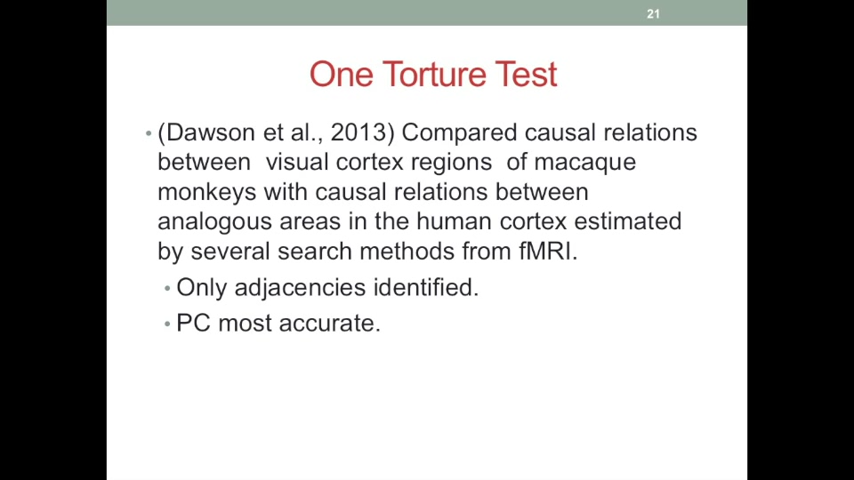 21
One Torture Test
• (Dawson et al., 2013) Compared causal relations
between visual cortex regions of macaque
monkeys with causal relations between
analogous areas in the human cortex estimated
by several search methods from fMRI.
• Only adjacencies identified.
• PC most accurate.